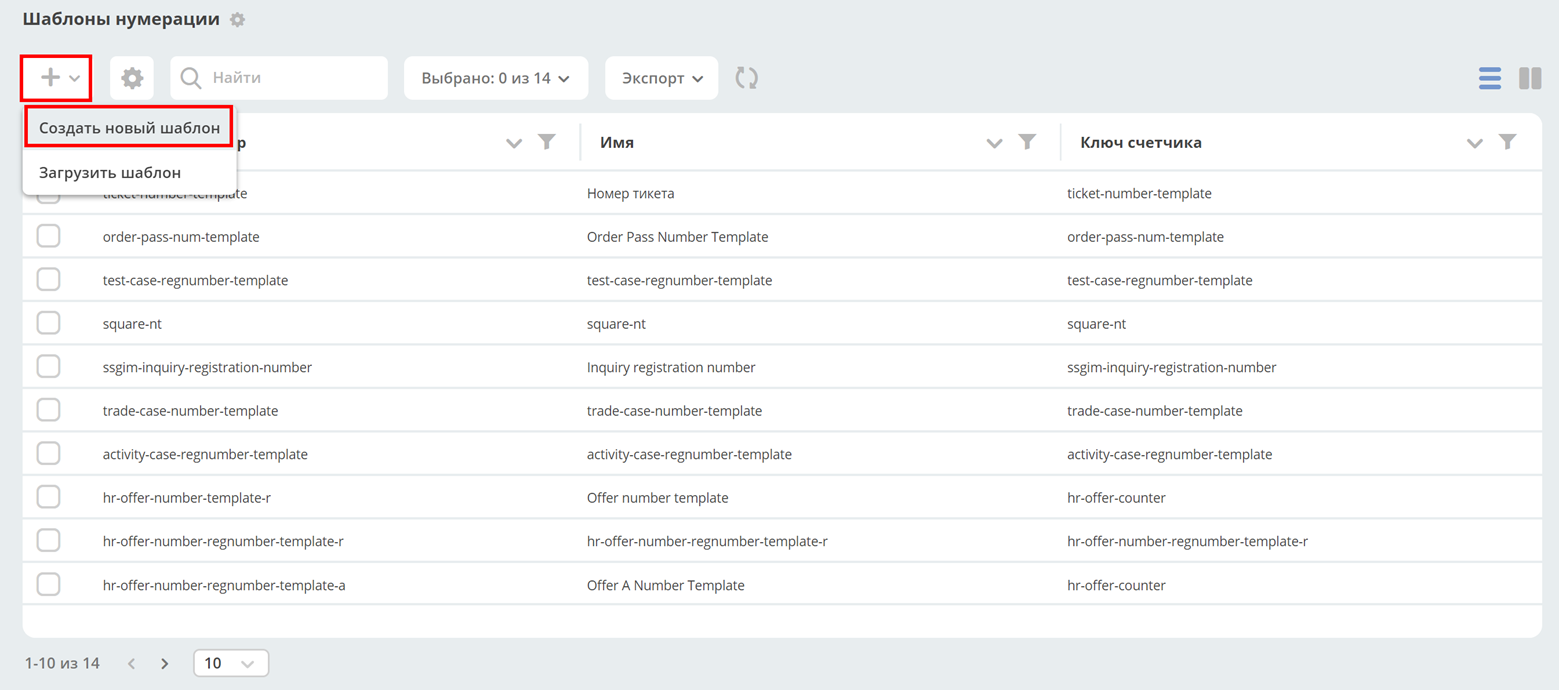 Шаблоны нумерации
Найти
Выбрано: 0 из 14
Экспорт
Создать новый шаблон
Загрузить шаблон
р Имя Ключ счетчика
ticket-number-template Номер тикета ticket-number-template
order-pass-num-template Order Pass Number Template order-pass-num-template
test-case-regnumber-template test-case-regnumber-template test-case-regnumber-template
square-nt square-nt square-nt
ssgim-inquiry-registration-number Inquiry registration number ssgim-inquiry-registration-number
trade-case-number-template trade-case-number-template trade-case-number-template
activity-case-regnumber-template activity-case-regnumber-template activity-case-regnumber-template
hr-offer-number-template-r Offer number template hr-offer-counter
hr-offer-number-regnumber-template-r hr-offer-number-regnumber-template-r hr-offer-number-regnumber-template-r
hr-offer-number-regnumber-template-a Offer A Number Template hr-offer-counter
1-10 из 14
10